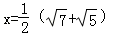 x=1/2 (√7+√5)